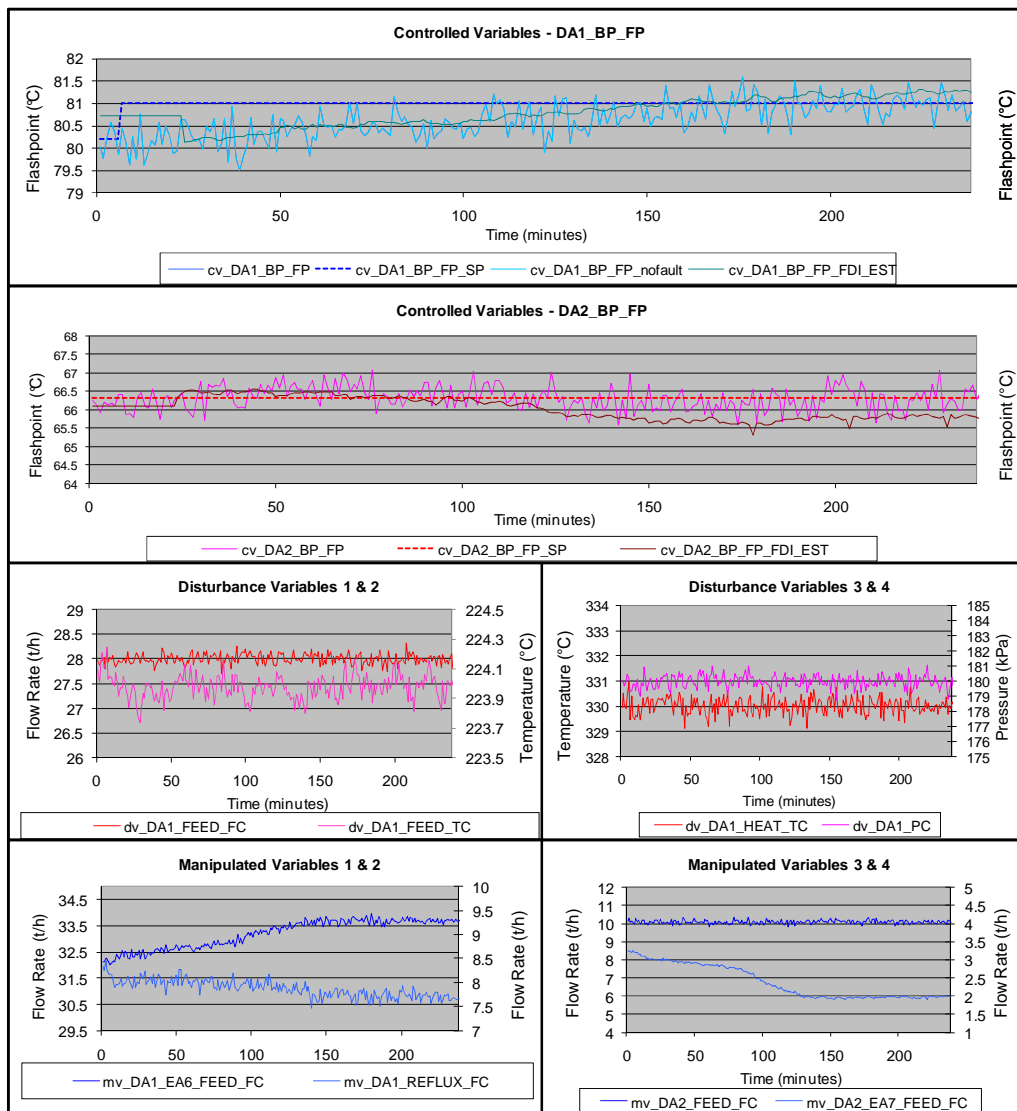 Controlled Variables - DA1_BP_FP
82
81.5
81
80.5
80
79.5
79
Flashpoint (°C)
Flashpoint (°C)
0 50 100 150 200
Time (minutes)
cv_DA1_BP_FP cv_DA1_BP_FP_SP cv_DA1_BP_FP_nofault cv_DA1_BP_FP_FDI_EST
Controlled Variables - DA2_BP_FP
68
67.5
67
66.5
66
65.5
65
64.5
64
Flashpoint (°C)
Flashpoint (°C)
0 50 100 150 200
Time (minutes)
cv_DA2_BP_FP cv_DA2_BP_FP_SP cv_DA2_BP_FP_FDI_EST
Disturbance Variables 1 & 2
29
28.5
28
27.5
27
26.5
26
Flow Rate (t/h)
224.5
224.3
224.1
223.9
223.7
223.5
Temperature (°C)
0 50 100 150 200
Time (minutes)
dv_DA1_FEED_FC dv_DA1_FEED_TC
Disturbance Variables 3 & 4
334
333
332
331
330
329
328
Temperature (°C)
185
184
183
182
181
180
179
178
177
176
175
Pressure (kPa)
0 50 100 150 200
Time (minutes)
dv_DA1_HEAT_TC dv_DA1_PC
Manipulated Variables 1 & 2
34.5
33.5
32.5
31.5
30.5
29.5
Flow Rate (t/h)
10
9.5
9
8.5
8
7.5
7
Flow Rate (t/h)
0 50 100 150 200
Time (minutes)
mv_DA1_EA6_FEED_FC mv_DA1_REFLUX_FC
Manipulated Variables 3 & 4
12
11
10
9
8
7
6
5
4
Flow Rate (t/h)
5
4.5
4
3.5
3
2.5
2
1.5
1
Flow Rate (t/h)
0 50 100 150 200
Time (minutes)
mv_DA2_FEED_FC mv_DA2_EA7_FEED_FC